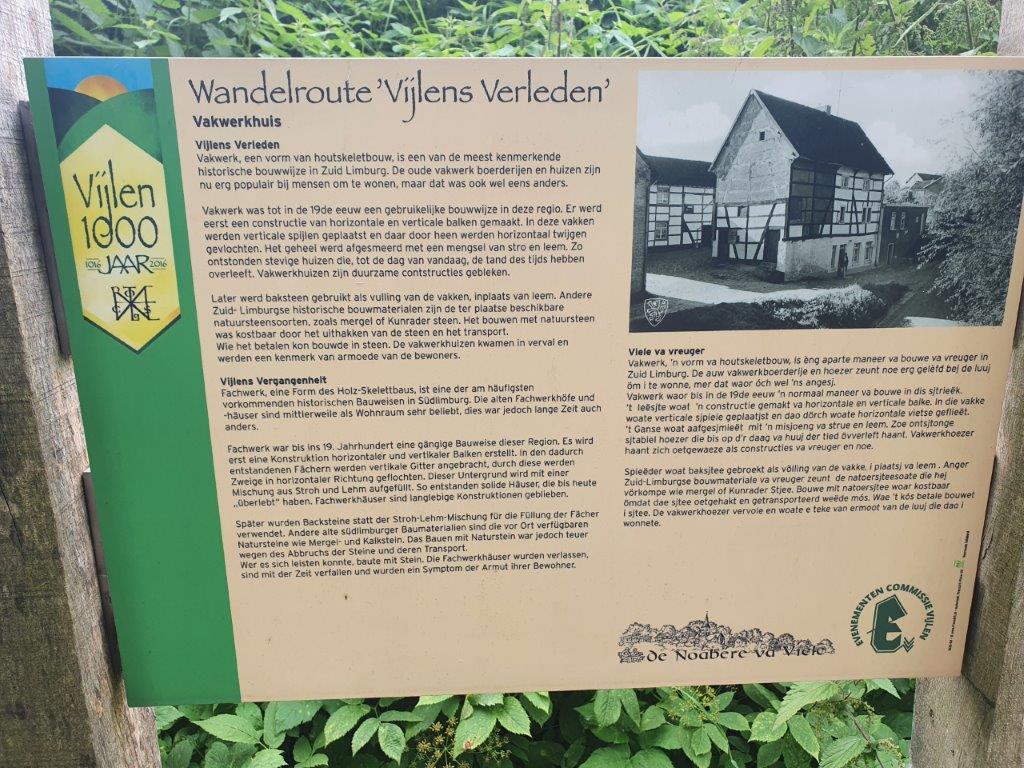 Wandelroute 'Vijlens Verleden'
Vakwerkhuis
Vijlens Verleden
Vakwerk, een vorm van houtskeletbouw, is een van de meest kenmerkende
historische bouwwijze in Zuid Limburg. De oude vakwerk boerderijen en huizen zijn
nu erg populair bij mensen om te wonen, maar dat was ook wel eens anders.
Vakwerk was tot in de 19de eeuw een gebruikelijke bouwwijze in deze regio. Er werd
eerst een constructie van horizontale en verticale balken gemaakt. In deze vakken
werden verticale spijlen geplaatst en daar door heen werden horizontaal twijgen
gevlochten. Het geheel werd afgesmeerd met een mengsel van stro en leem. Zo
ontstonden stevige huizen die, tot de dag van vandaag, de tand des tijds hebben
overleeft. Vakwerkhuizen zijn duurzame contstructies gebleken.
Later werd baksteen gebruikt als vulling van de vakken, inplaats van leem. Andere
Zuid- Limburgse historische bouwmaterialen zijn de ter plaatse beschikbare
natuursteensoorten, zoals mergel of Kunrader steen. Het bouwen met natuursteen
was kostbaar door het uithakken van de steen en het transport.
Wie het betalen kon bouwde in steen. De vakwerkhuizen kwamen in verval en
werden een kenmerk van armoede van de bewoners.
Vijlens Vergangenheit
Fachwerk, eine Form des Holz-Skelettbaus, ist eine der am häufigsten
vorkommenden historischen Bauweisen in Südlimburg. Die alten Fachwerkhöfe und
-häuser sind mittlerweile als Wohnraum sehr beliebt, dies war jedoch lange Zeit auch
anders.
Fachwerk war bis ins 19. Jahrhundert eine gängige Bauweise dieser Region. Es wird
erst eine Konstruktion horizontaler und vertikaler Balken erstellt. In den dadurch
entstandenen Fächern werden vertikale Gitter angebracht, durch diese werden
Zweige in horizontaler Richtung geflochten. Dieser Untergrund wird mit einer
Mischung aus Stroh und Lehm aufgefüllt. So entstanden solide Häuser, die bis heute
„überlebt" haben. Fachwerkhäuser sind langlebige Konstruktionen geblieben.
Später wurden Backsteine statt der Stroh-Lehm-Mischung für die Füllung der Fächer
verwendet. Andere alte südlimburger Baumaterialien sind die vor Ort verfügbaren
Natursteine wie Mergel- und Kalkstein. Das Bauen mit Naturstein war jedoch teuer
wegen des Abbruchs der Steine und deren Transport.
Wer es sich leisten konnte, baute mit Stein. Die Fachwerkhäuser wurden verlassen,
sind mit der Zeit verfallen und wurden ein Symptom der Armut ihrer Bewohner.
Viele va vreuger
Vakwerk, 'n vorm va houtskeletbouw, is èng aparte maneer va bouwe va vreuger in
Zuid Limburg. De auw vakwerkboerderije en hoezer zeunt noe erg gelèfd bej de luuj
öm i te wonne, mer dat waor óch wel 'ns angesj.
Vakwerk waor bis in de 19de eeuw 'n normaal maneer va bouwe in dis sjtrieëk.
't Ieësjte woat 'n constructie gemakt va horizontale en verticale balke. In die vakke
woate verticale sjpieie geplaatsjt en dao dörch woate horizontale vietse geflieët.
't Ganse woat aafgesjmieët mit 'n misjoeng va strue en leem. Zoe ontsjtonge
sjtabiel hoezer die bis op d'r daag va huuj der tied övverleft haant. Vakwerkhoezer
haant zich oetgewaeze als constructies va vreuger en noe.
Spieëder woat baksjtee gebroekt als völling van de vakke, i plaatsj va leem . Anger
Zuid-Limburgse bouwmateriale va vreuger zeunt de natoersjteesoate die hej
vörkompe wie mergel of Kunrader Stjee. Bouwe mit natoersjtee woar kostbaar
ömdat dae sjtee oetgehakt en getransporteerd weëde mós. Wae 't kós betale bouwet
i sjtee. De vakwerkhoezer vervoie en woate e teke van ermoot van de luuj die dao i
wonnete.
Vijlen
1000
1016 JAAR 2016
de Noabere va Viele
EVENEMENTEN COMMISSIE VIJLEN